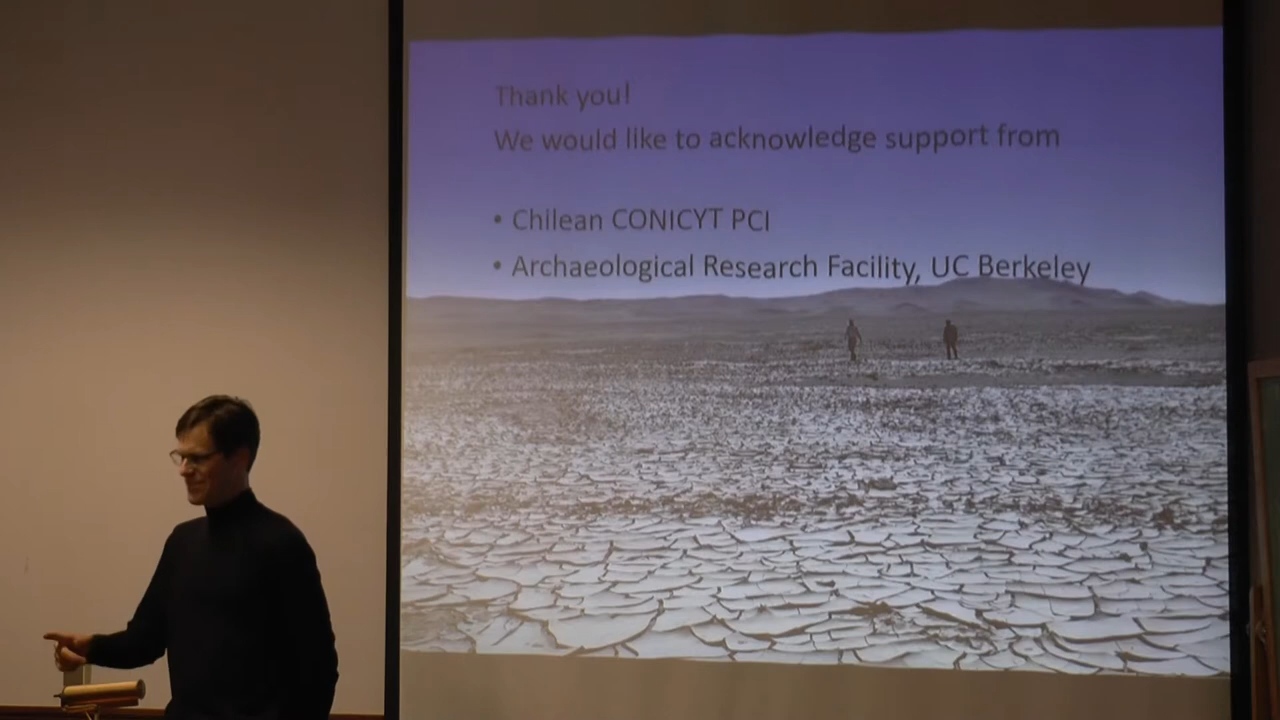 Thank you!
We would like to acknowledge support from
• Chilean CONICYT PCI
• Archaeological Research Facility, UC Berkeley